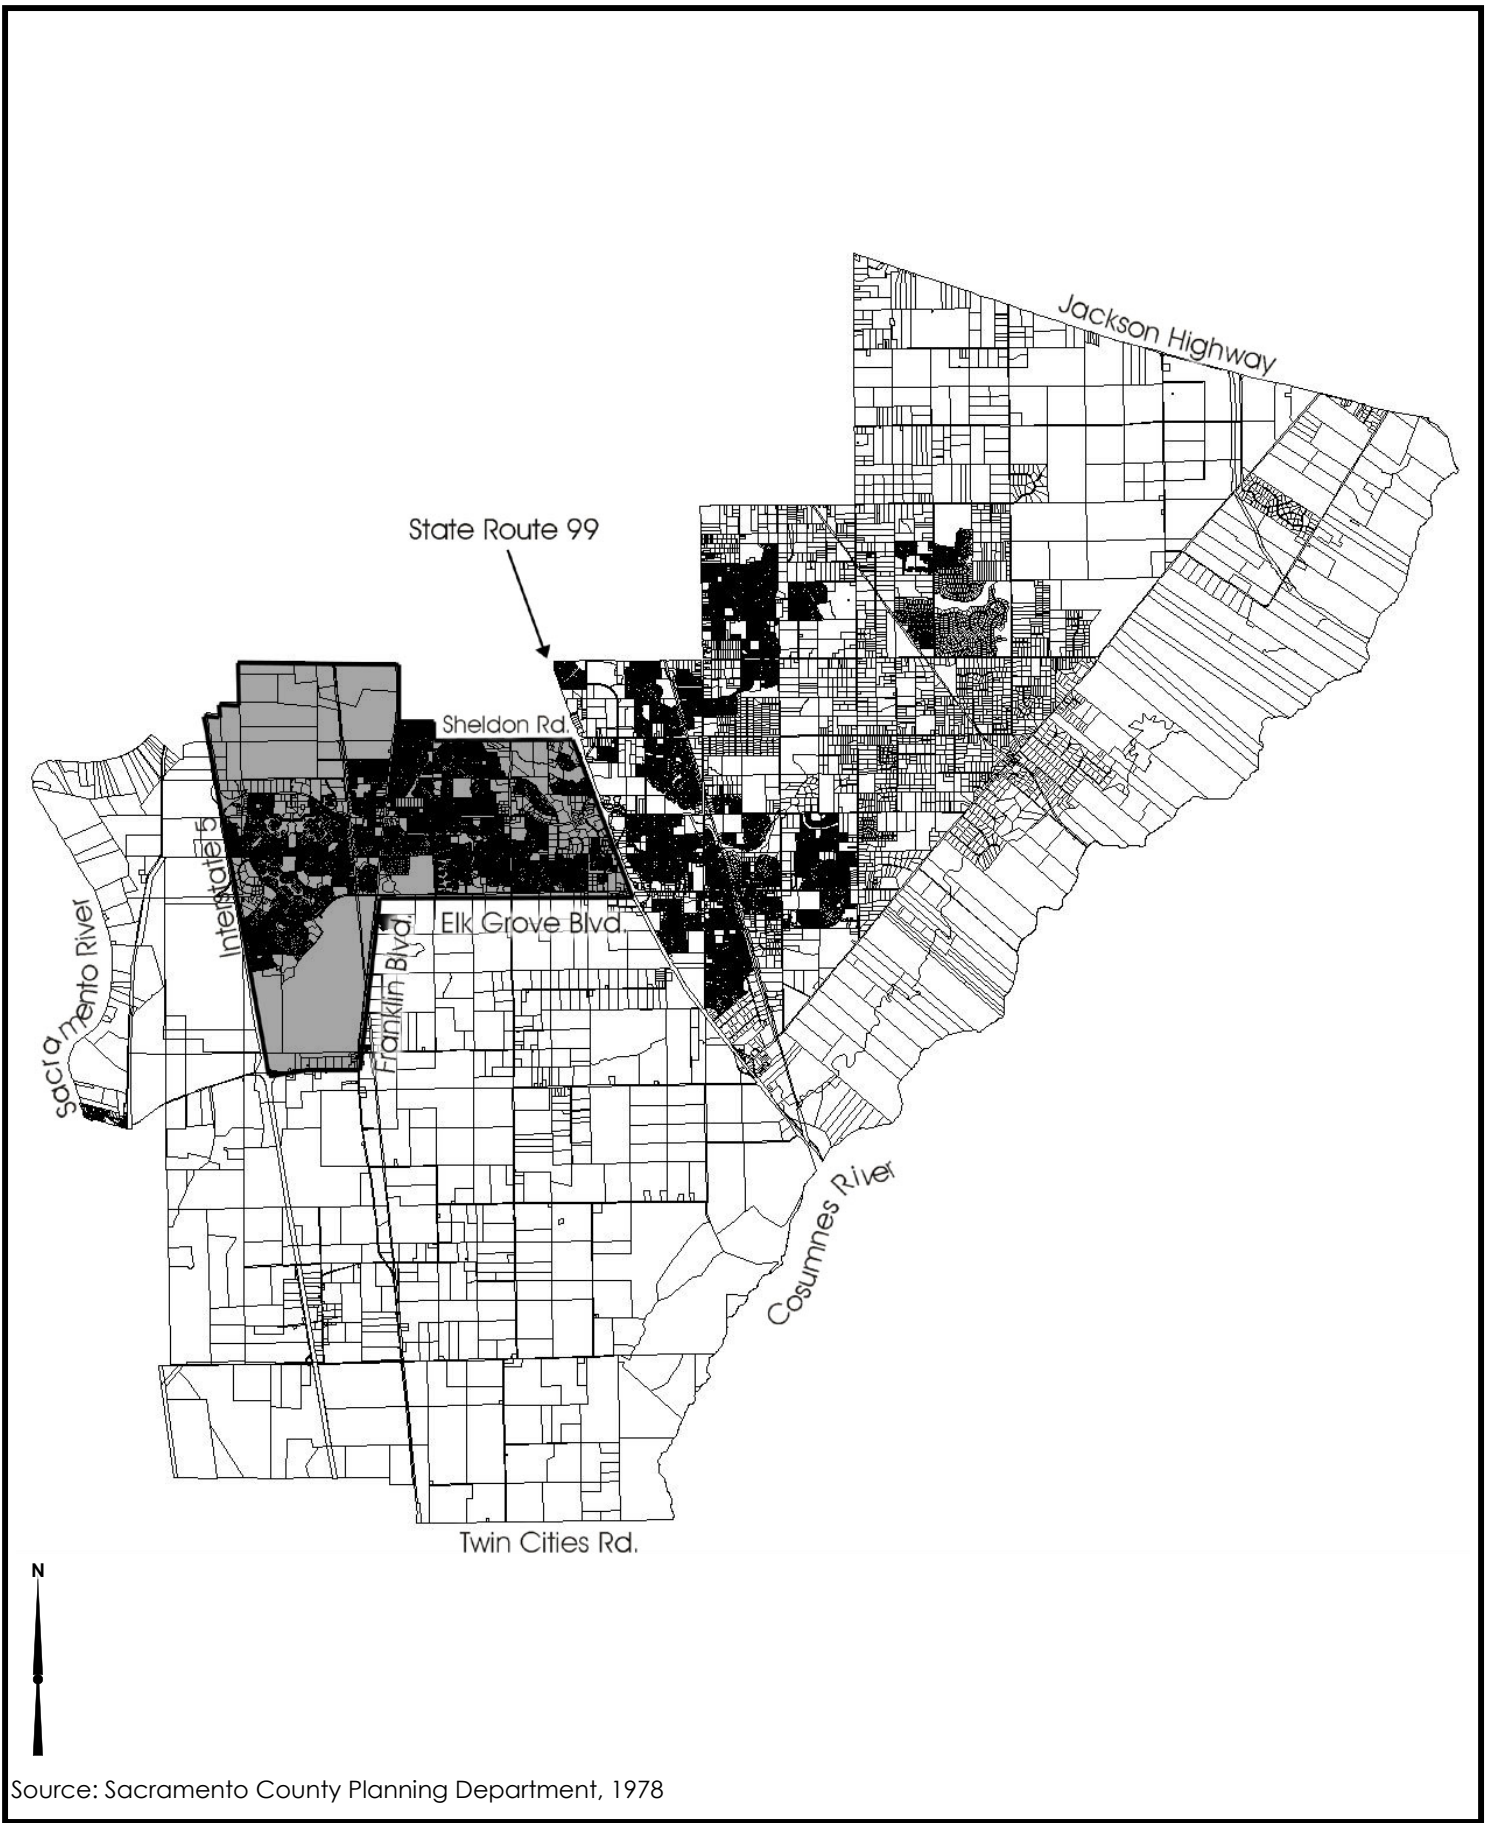 Jackson Highway
State Route 99
Sheldon Rd.
Interstate 5
Elk Grove Blvd.
Franklin Blvd.
Sacramento River
Cosumnes River
Twin Cities Rd.
N
Source: Sacramento County Planning Department, 1978